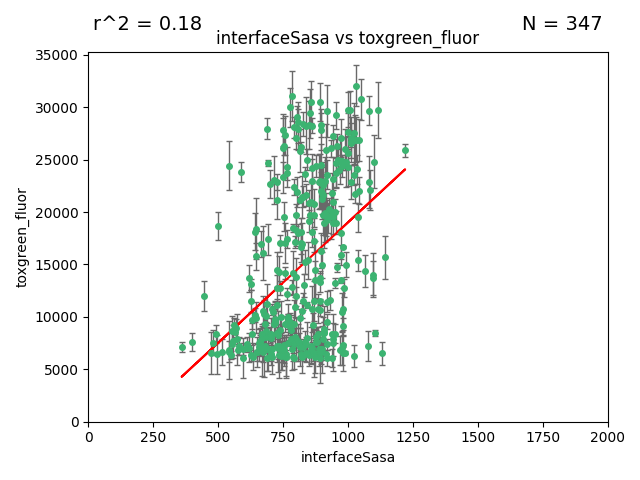 r^2 = 0.18 N = 347
interfaceSasa vs toxgreen_fluor
35000
30000
25000
20000
15000
10000
5000
0
toxgreen_fluor
0 250 500 750 1000 1250 1500 1750 2000
interfaceSasa